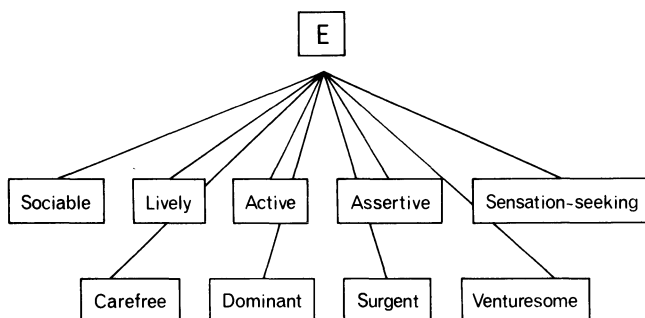 E
Sociable Lively Active Assertive Sensation-seeking
Carefree Dominant Surgent Venturesome